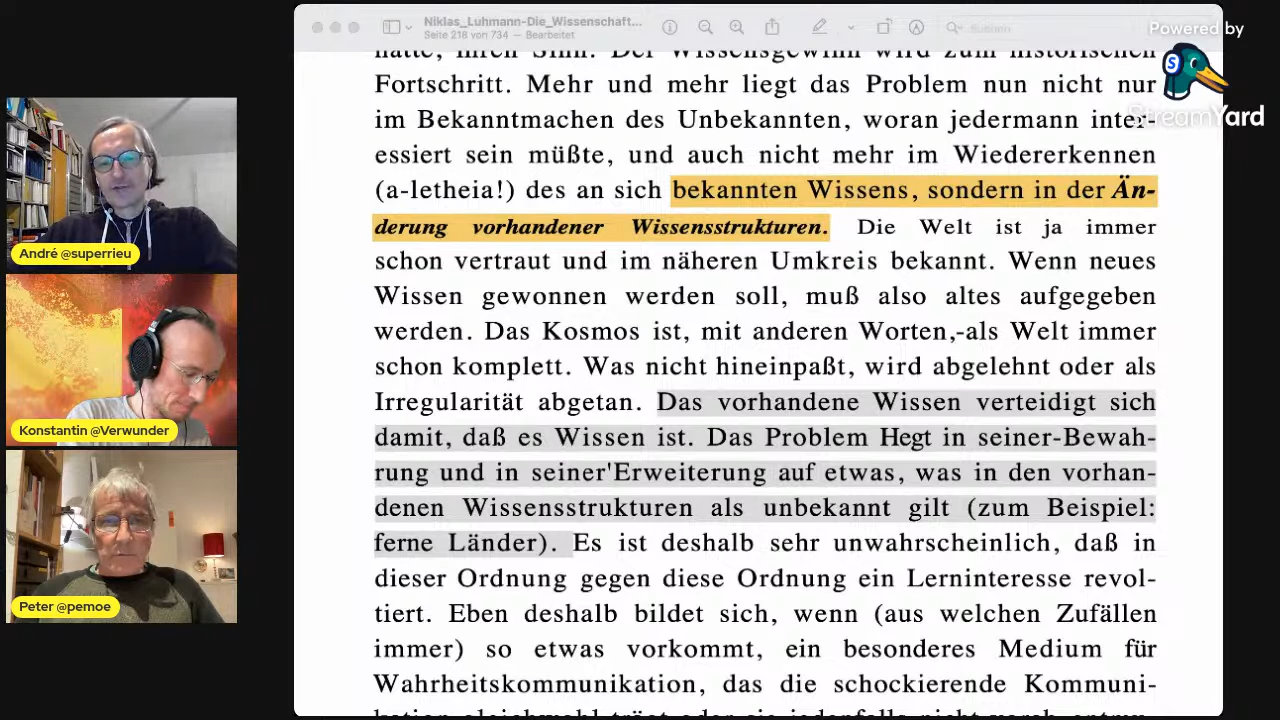 Niklas_Luhmann-Die_Wissenschaft...
Seite 218 von 734 — Bearbeitet
Suchen
Powered by
S
StreamYard
hatte, ihren Sinn. Der Wissensgewinn wird zum historischen
Fortschritt. Mehr und mehr liegt das Problem nun nicht nur
im Bekanntmachen des Unbekannten, woran jedermann inter-
essiert sein müßte, und auch nicht mehr im Wiedererkennen
(a-letheia!) des an sich bekannten Wissens, sondern in der Än-
derung vorhandener Wissensstrukturen. Die Welt ist ja immer
schon vertraut und im näheren Umkreis bekannt. Wenn neues
Wissen gewonnen werden soll, muß also altes aufgegeben
werden. Das Kosmos ist, mit anderen Worten,-als Welt immer
schon komplett. Was nicht hineinpaßt, wird abgelehnt oder als
Irregularität abgetan. Das vorhandene Wissen verteidigt sich
damit, daß es Wissen ist. Das Problem Hegt in seiner-Bewah-
rung und in seiner'Erweiterung auf etwas, was in den vorhan-
denen Wissensstrukturen als unbekannt gilt (zum Beispiel:
ferne Länder). Es ist deshalb sehr unwahrscheinlich, daß in
dieser Ordnung gegen diese Ordnung ein Lerninteresse revol-
tiert. Eben deshalb bildet sich, wenn (aus welchen Zufällen
immer) so etwas vorkommt, ein besonderes Medium für
Wahrheitskommunikation, das die schockierende Kommuni-
André @superrieu
Konstantin @Verwunder
Peter @pemoe